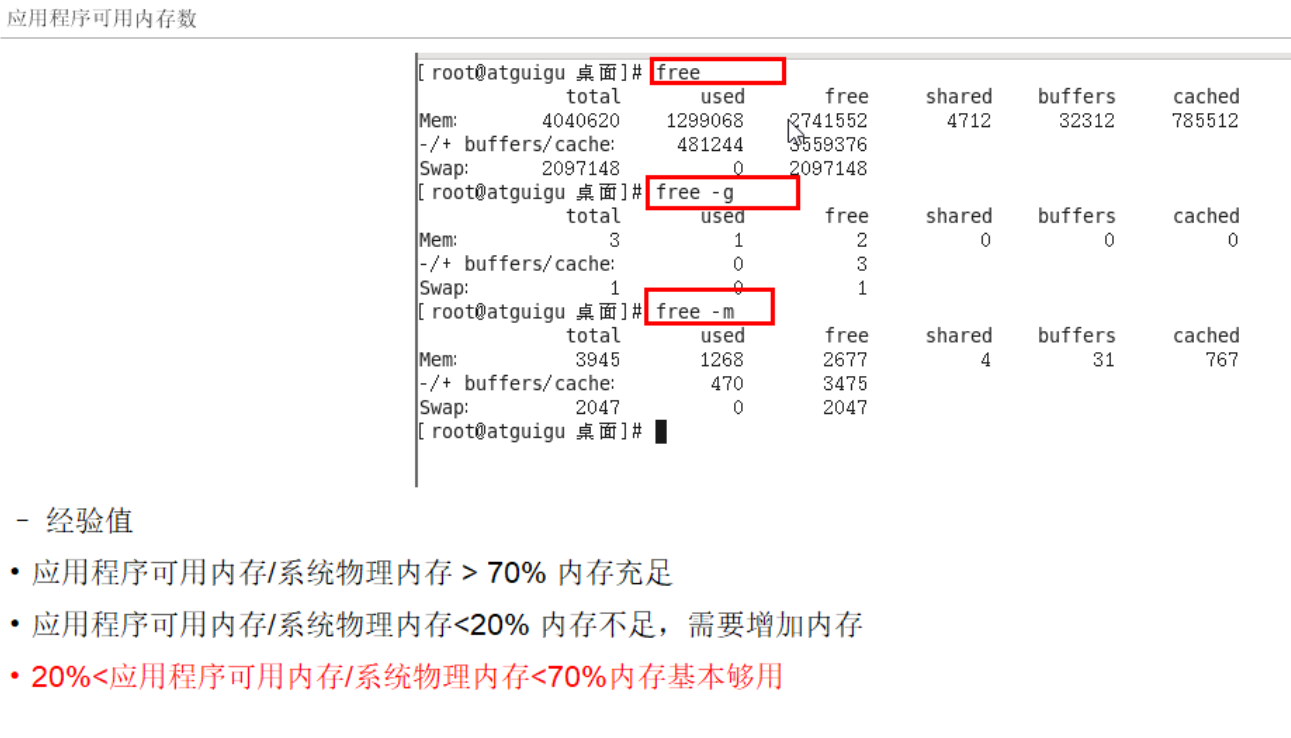 应用程序可用内存数
[root@atguigu 桌面]# free
total used free shared buffers cached
Mem: 4040620 1299068 2741552 4712 32312 785512
-/+ buffers/cache: 481244 3559376
Swap: 2097148 0 2097148
[root@atguigu 桌面]# free -g
total used free shared buffers cached
Mem: 3 1 2 0 0 0
-/+ buffers/cache: 0 3
Swap: 1 0 1
[root@atguigu 桌面]# free -m
total used free shared buffers cached
Mem: 3945 1268 2677 4 31 767
-/+ buffers/cache: 470 3475
Swap: 2047 0 2047
[root@atguigu 桌面]#
- 经验值
• 应用程序可用内存/系统物理内存 > 70% 内存充足
• 应用程序可用内存/系统物理内存<20% 内存不足，需要增加内存
• 20%<应用程序可用内存/系统物理内存<70%内存基本够用